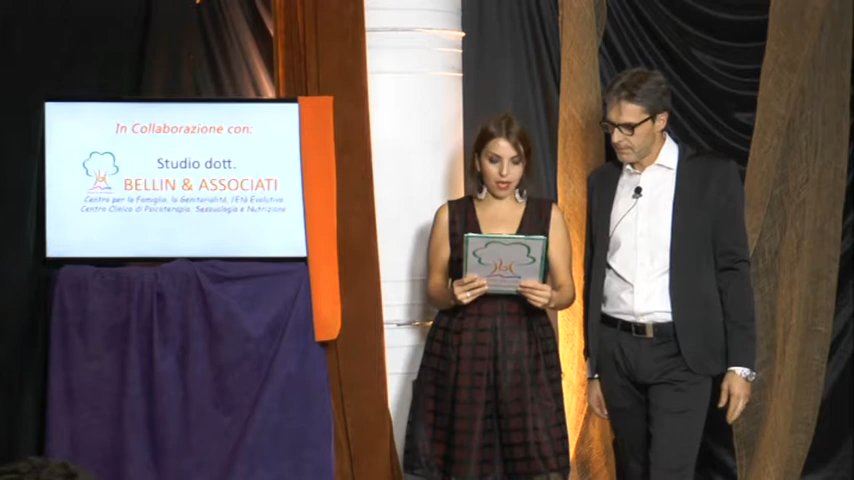 In Collaborazione con:
Studio dott.
BELLIN & ASSOCIATI
Centro per la Famiglia, la Genitorialità, l'Età Evolutiva
Centro Clinico di Psicoterapia, Sessuologia e Nutrizione